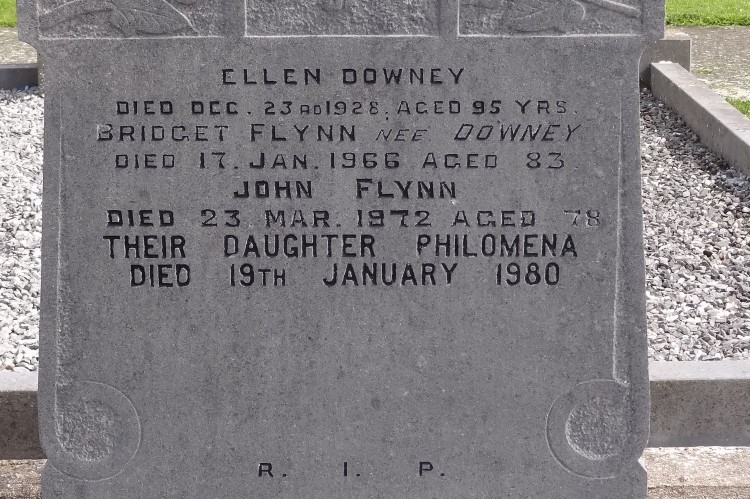 ELLEN DOWNEY
DIED DEC. 23RD 1928, AGED 95 YRS.
BRIDGET FLYNN NEE DOWNEY
DIED 17. JAN. 1966 AGED 83
JOHN FLYNN
DIED 23. MAR. 1972 AGED 78
THEIR DAUGHTER PHILOMENA
DIED 19TH JANUARY 1980
R. I. P.